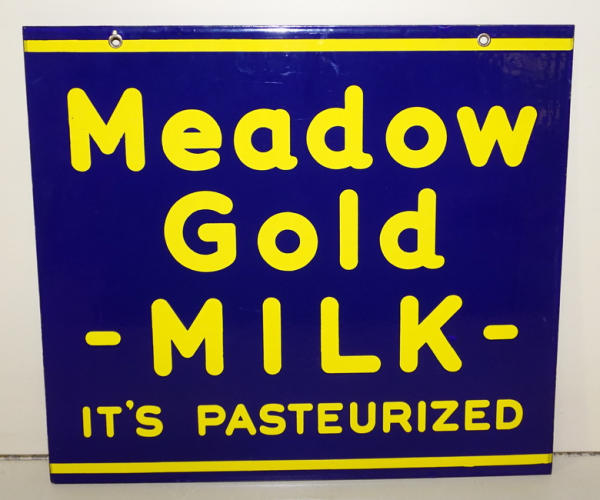 Meadow
Gold
-MILK-
IT'S PASTEURIZED